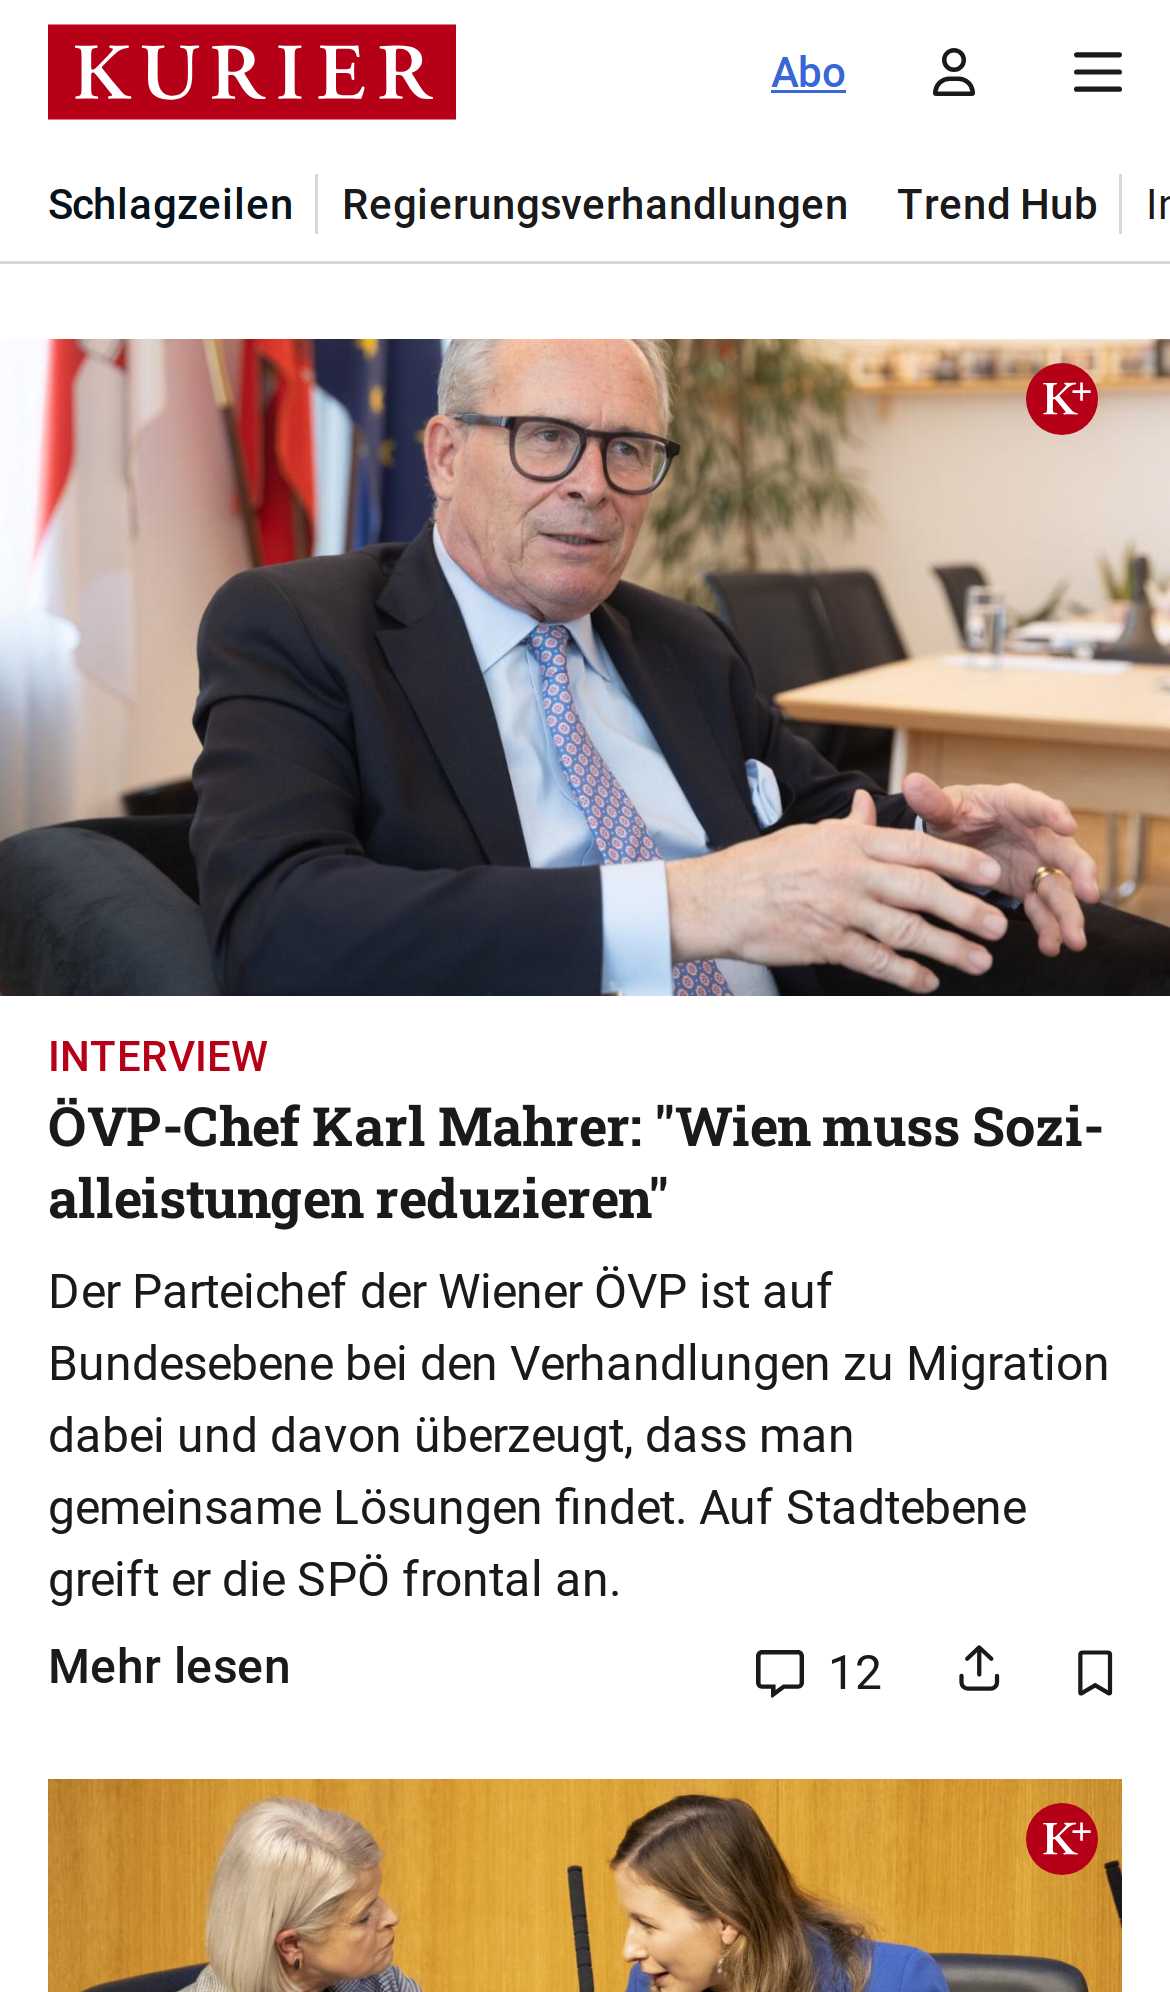 KURIER
Abo
Schlagzeilen
Regierungsverhandlungen
Trend Hub
K+
INTERVIEW
ÖVP-Chef Karl Mahrer: "Wien muss Sozi-
alleistungen reduzieren"
Der Parteichef der Wiener ÖVP ist auf
Bundesebene bei den Verhandlungen zu Migration
dabei und davon überzeugt, dass man
gemeinsame Lösungen findet. Auf Stadtebene
greift er die SPÖ frontal an.
Mehr lesen
12
K+